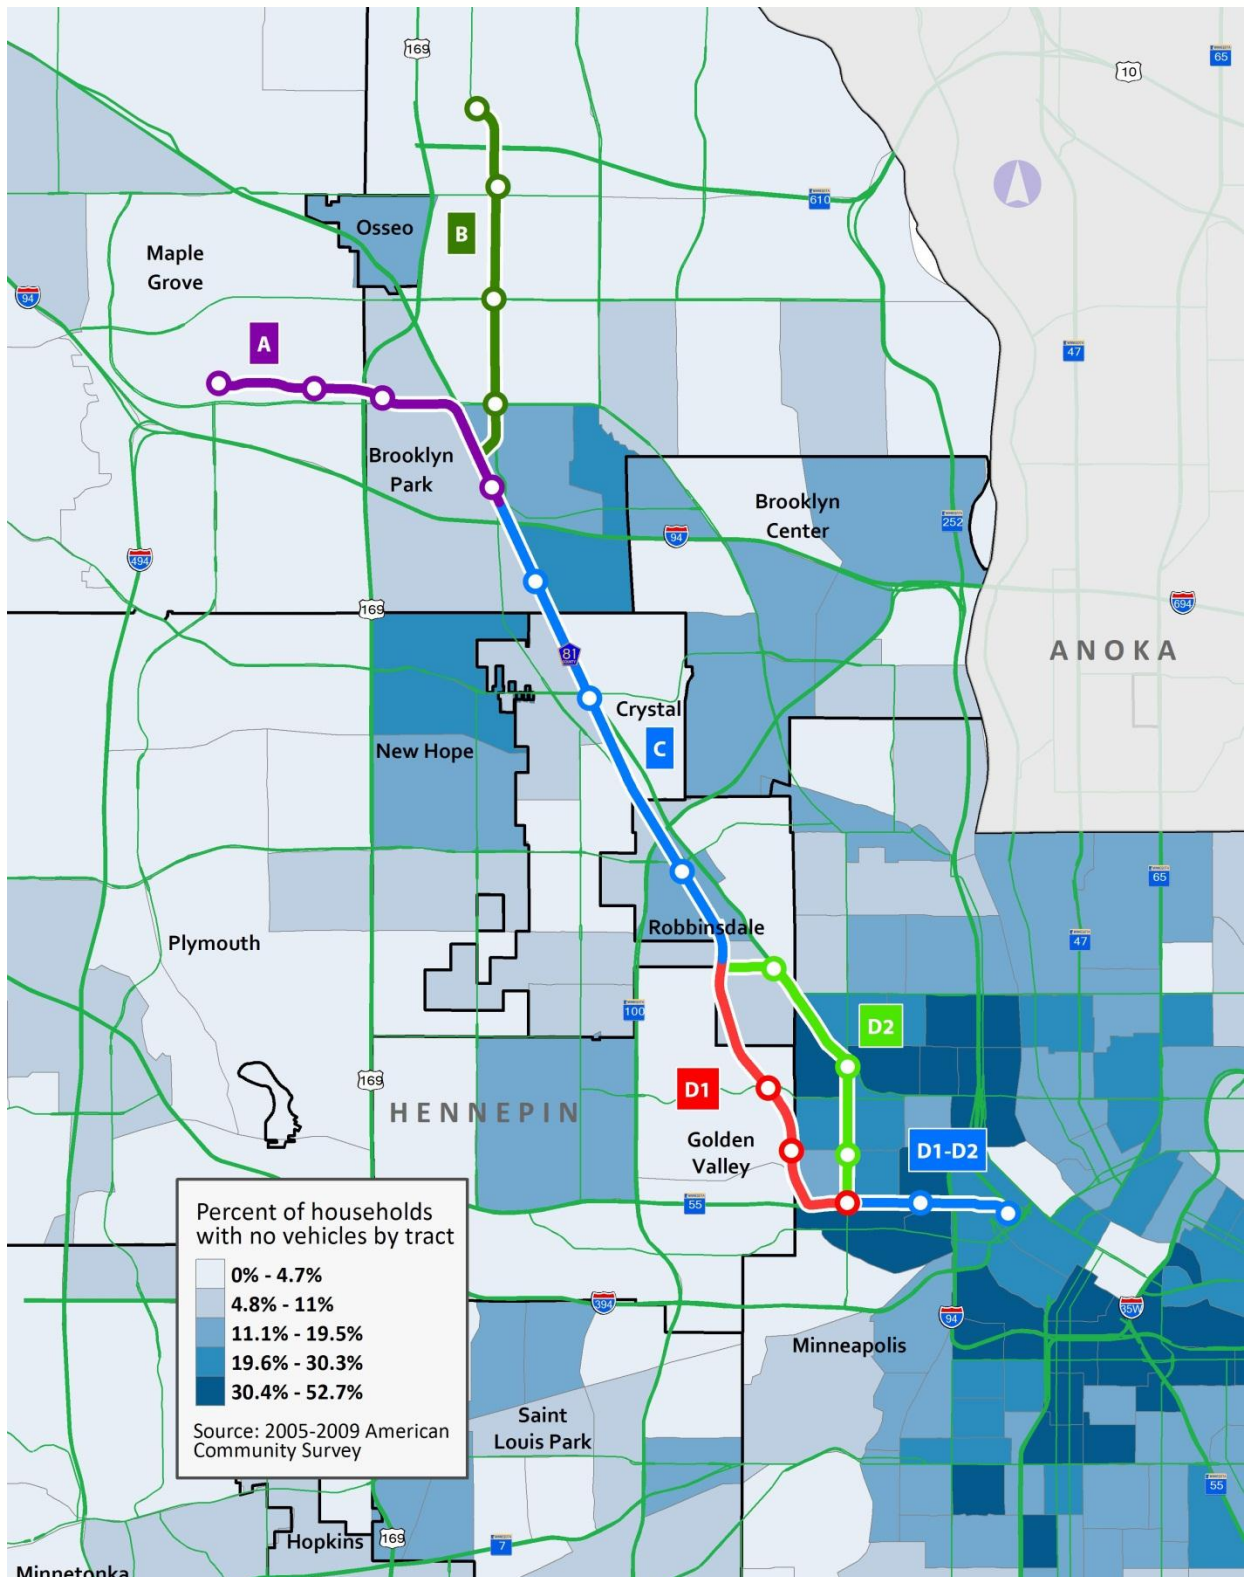 169
10
65
610
Osseo
B
Maple
Grove
94
A
47
Brooklyn
Park
Brooklyn
Center
252
94
494
169
694
81
ANOKA
Crystal
C
New Hope
65
Robbinsdale
Plymouth
47
100
D2
169
D1
HENNEPIN
Golden
Valley
D1-D2
55
Percent of households
with no vehicles by tract
0% - 4.7%
4.8% - 11%
11.1% - 19.5%
19.6% - 30.3%
30.4% - 52.7%
Source: 2005-2009 American
Community Survey
394
94
35W
Minneapolis
Saint
Louis Park
55
Hopkins
169
7
Minnetonka